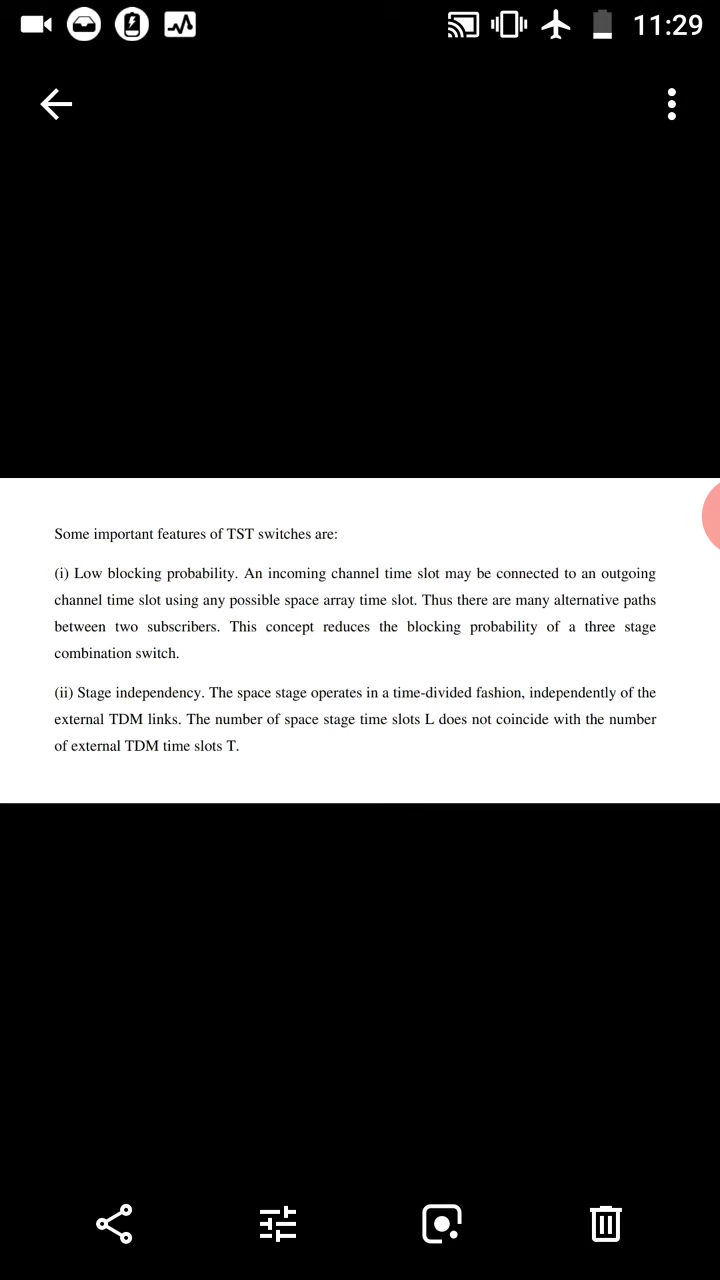 11:29
Some important features of TST switches are:
(i) Low blocking probability. An incoming channel time slot may be connected to an outgoing
channel time slot using any possible space array time slot. Thus there are many alternative paths
between two subscribers. This concept reduces the blocking probability of a three stage
combination switch.
(ii) Stage independency. The space stage operates in a time-divided fashion, independently of the
external TDM links. The number of space stage time slots L does not coincide with the number
of external TDM time slots T.